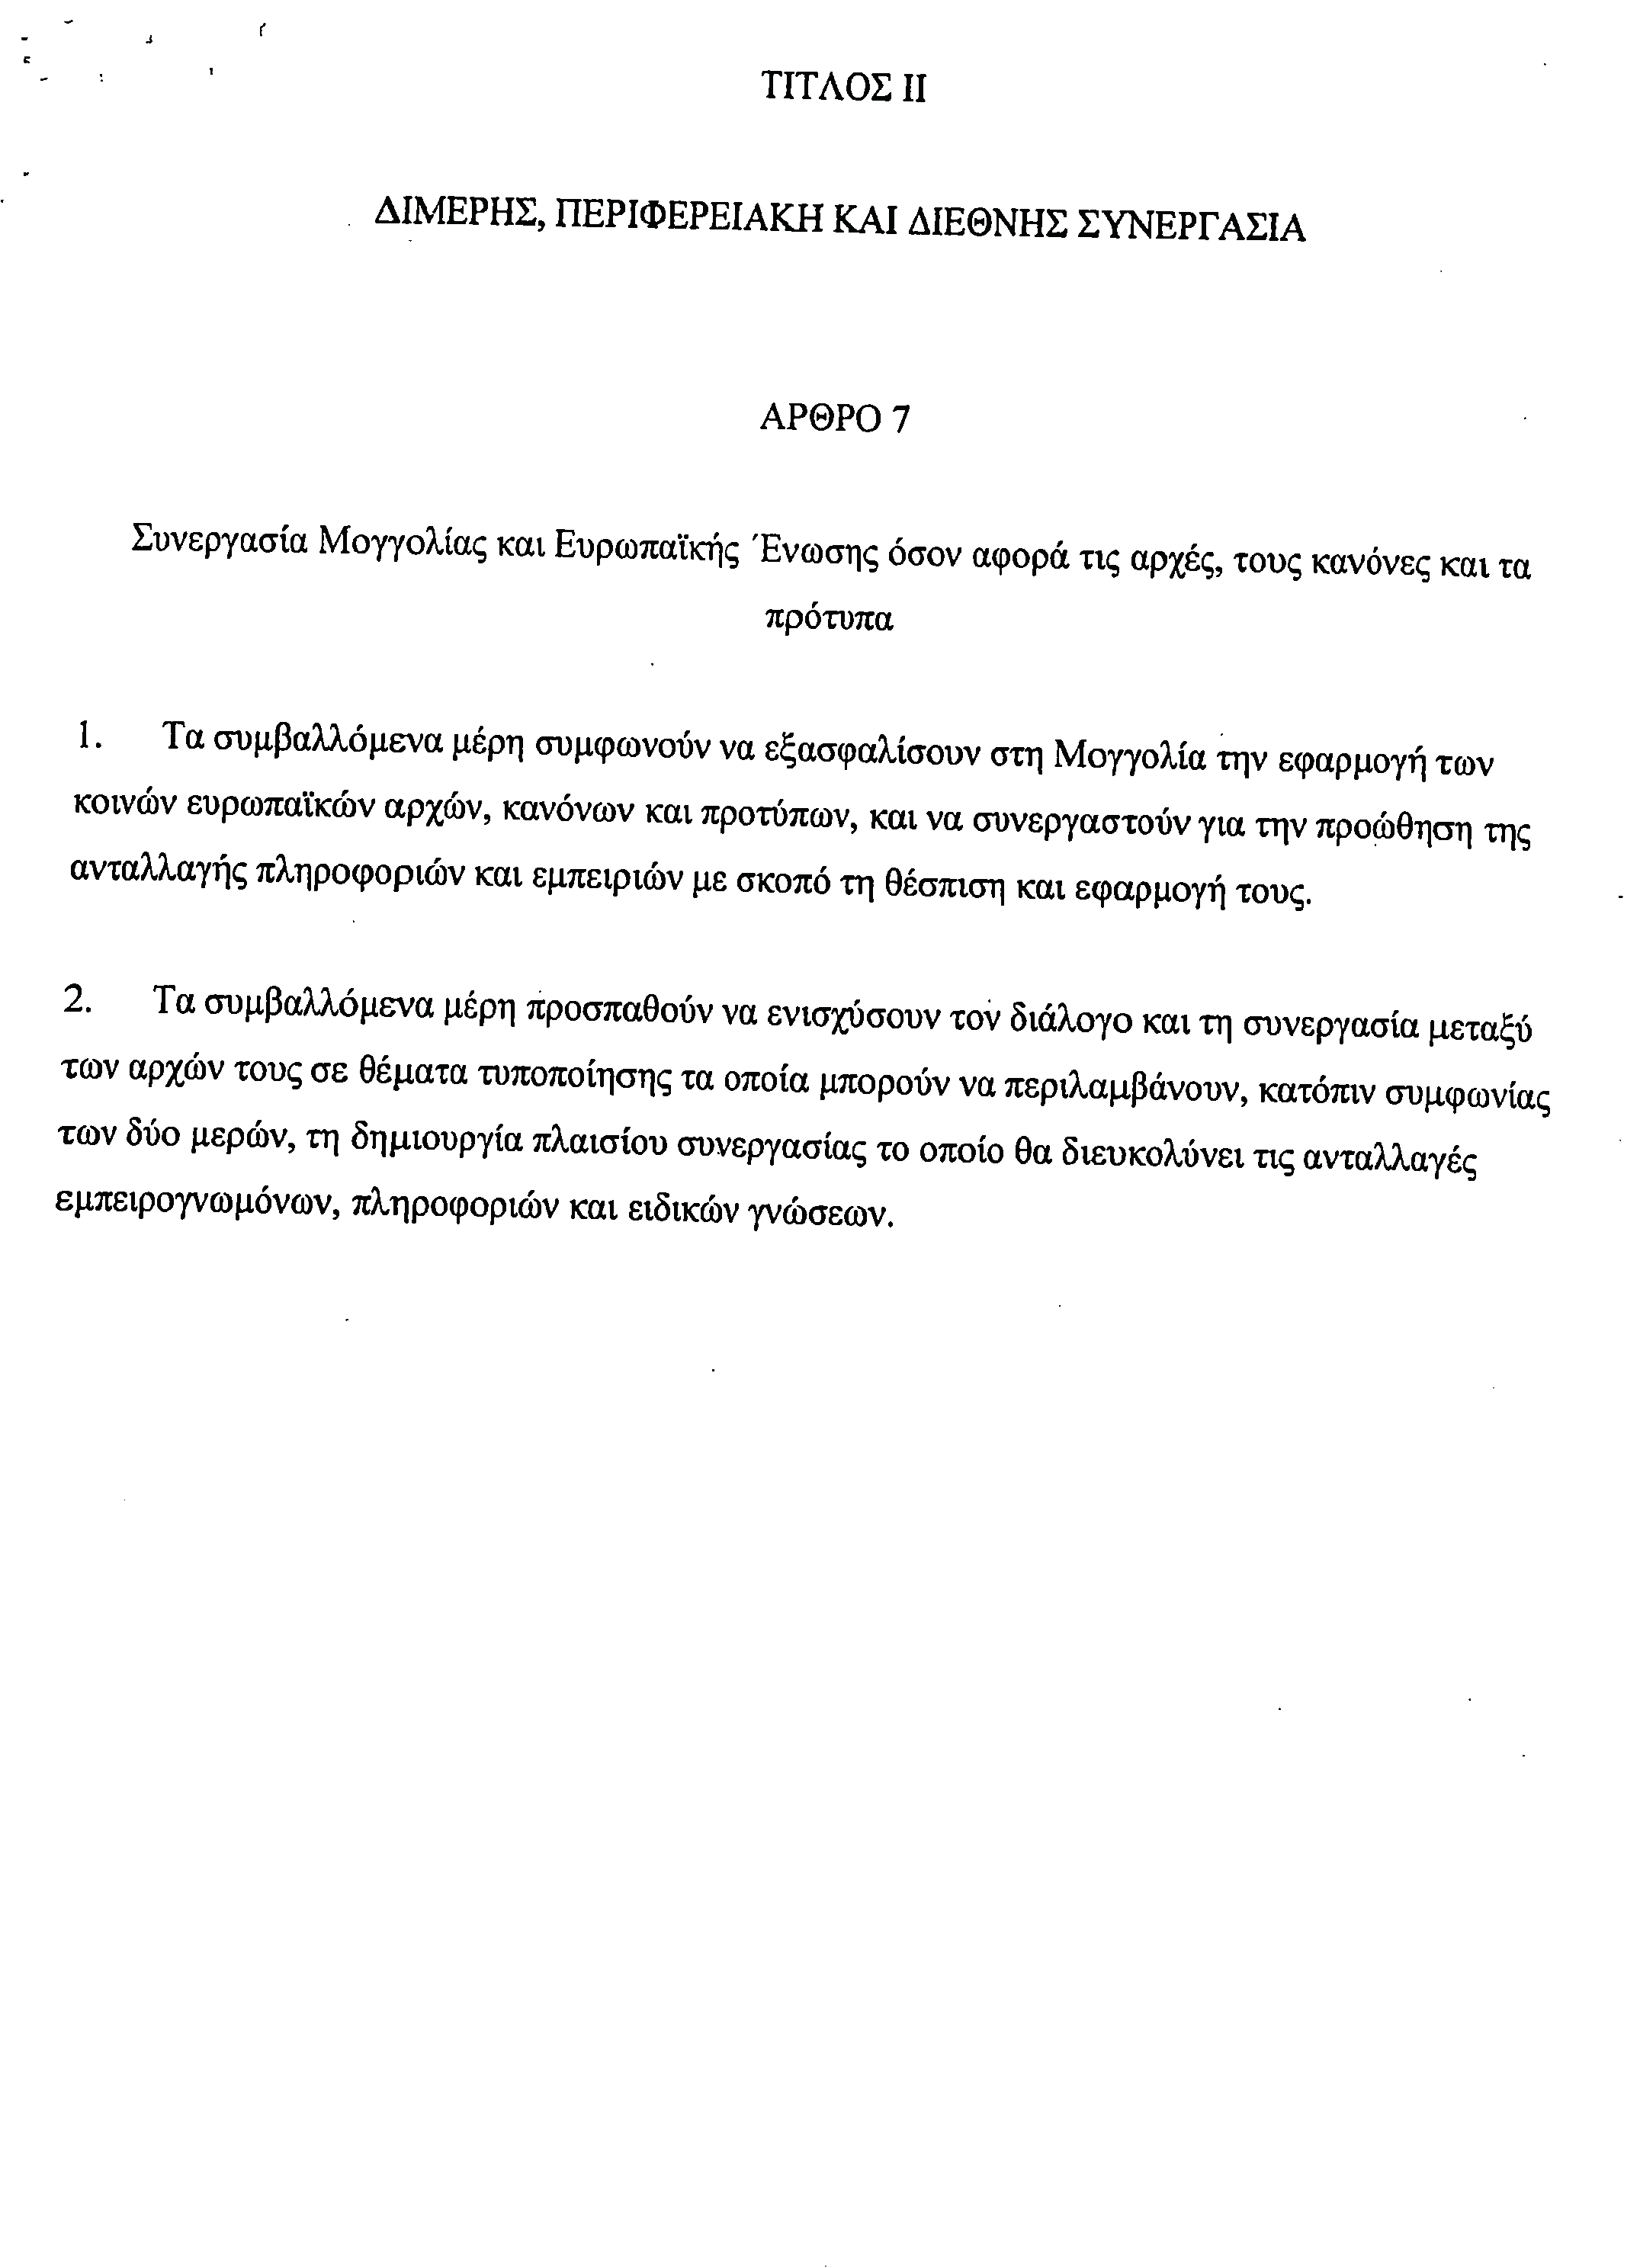 ΤΙΤΛΟΣ ΙΙ
ΔΙΜΕΡΗΣ, ΠΕΡΙΦΕΡΕΙΑΚΗ ΚΑΙ ΔΙΕΘΝΗΣ ΣΥΝΕΡΓΑΣΙΑ
ΑΡΘΡΟ 7
Συνεργασία Μογγολίας και Ευρωπαϊκής Ένωσης όσον αφορά τις αρχές, τους κανόνες και τα
πρότυπα
1. Τα συμβαλλόμενα μέρη συμφωνούν να εξασφαλίσουν στη Μογγολία την εφαρμογή των
κοινών ευρωπαϊκών αρχών, κανόνων και προτύπων, και να συνεργαστούν για την προώθηση της
ανταλλαγής πληροφοριών και εμπειριών με σκοπό τη θέσπιση και εφαρμογή τους.
2. Τα συμβαλλόμενα μέρη προσπαθούν να ενισχύσουν τον διάλογο και τη συνεργασία μεταξύ
των αρχών τους σε θέματα τυποποίησης τα οποία μπορούν να περιλαμβάνουν, κατόπιν συμφωνίας
των δύο μερών, τη δημιουργία πλαισίου συνεργασίας το οποίο θα διευκολύνει τις ανταλλαγές
εμπειρογνωμόνων, πληροφοριών και ειδικών γνώσεων.